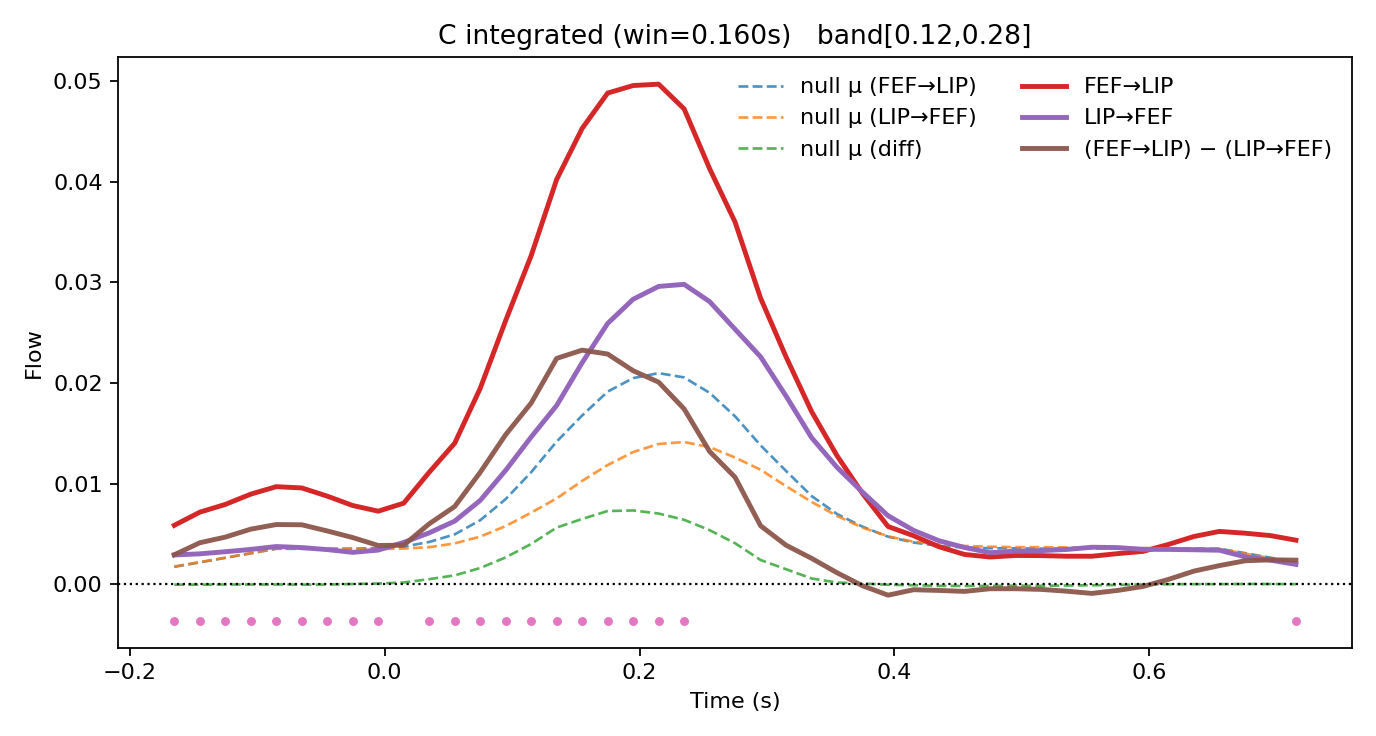 C integrated (win=0.160s)   band[0.12,0.28]
null μ (FEF→LIP)
null μ (LIP→FEF)
null μ (diff)
FEF→LIP
LIP→FEF
(FEF→LIP) − (LIP→FEF)
Flow
0.05
0.04
0.03
0.02
0.01
0.00
−0.2
0.0
0.2
0.4
0.6
Time (s)